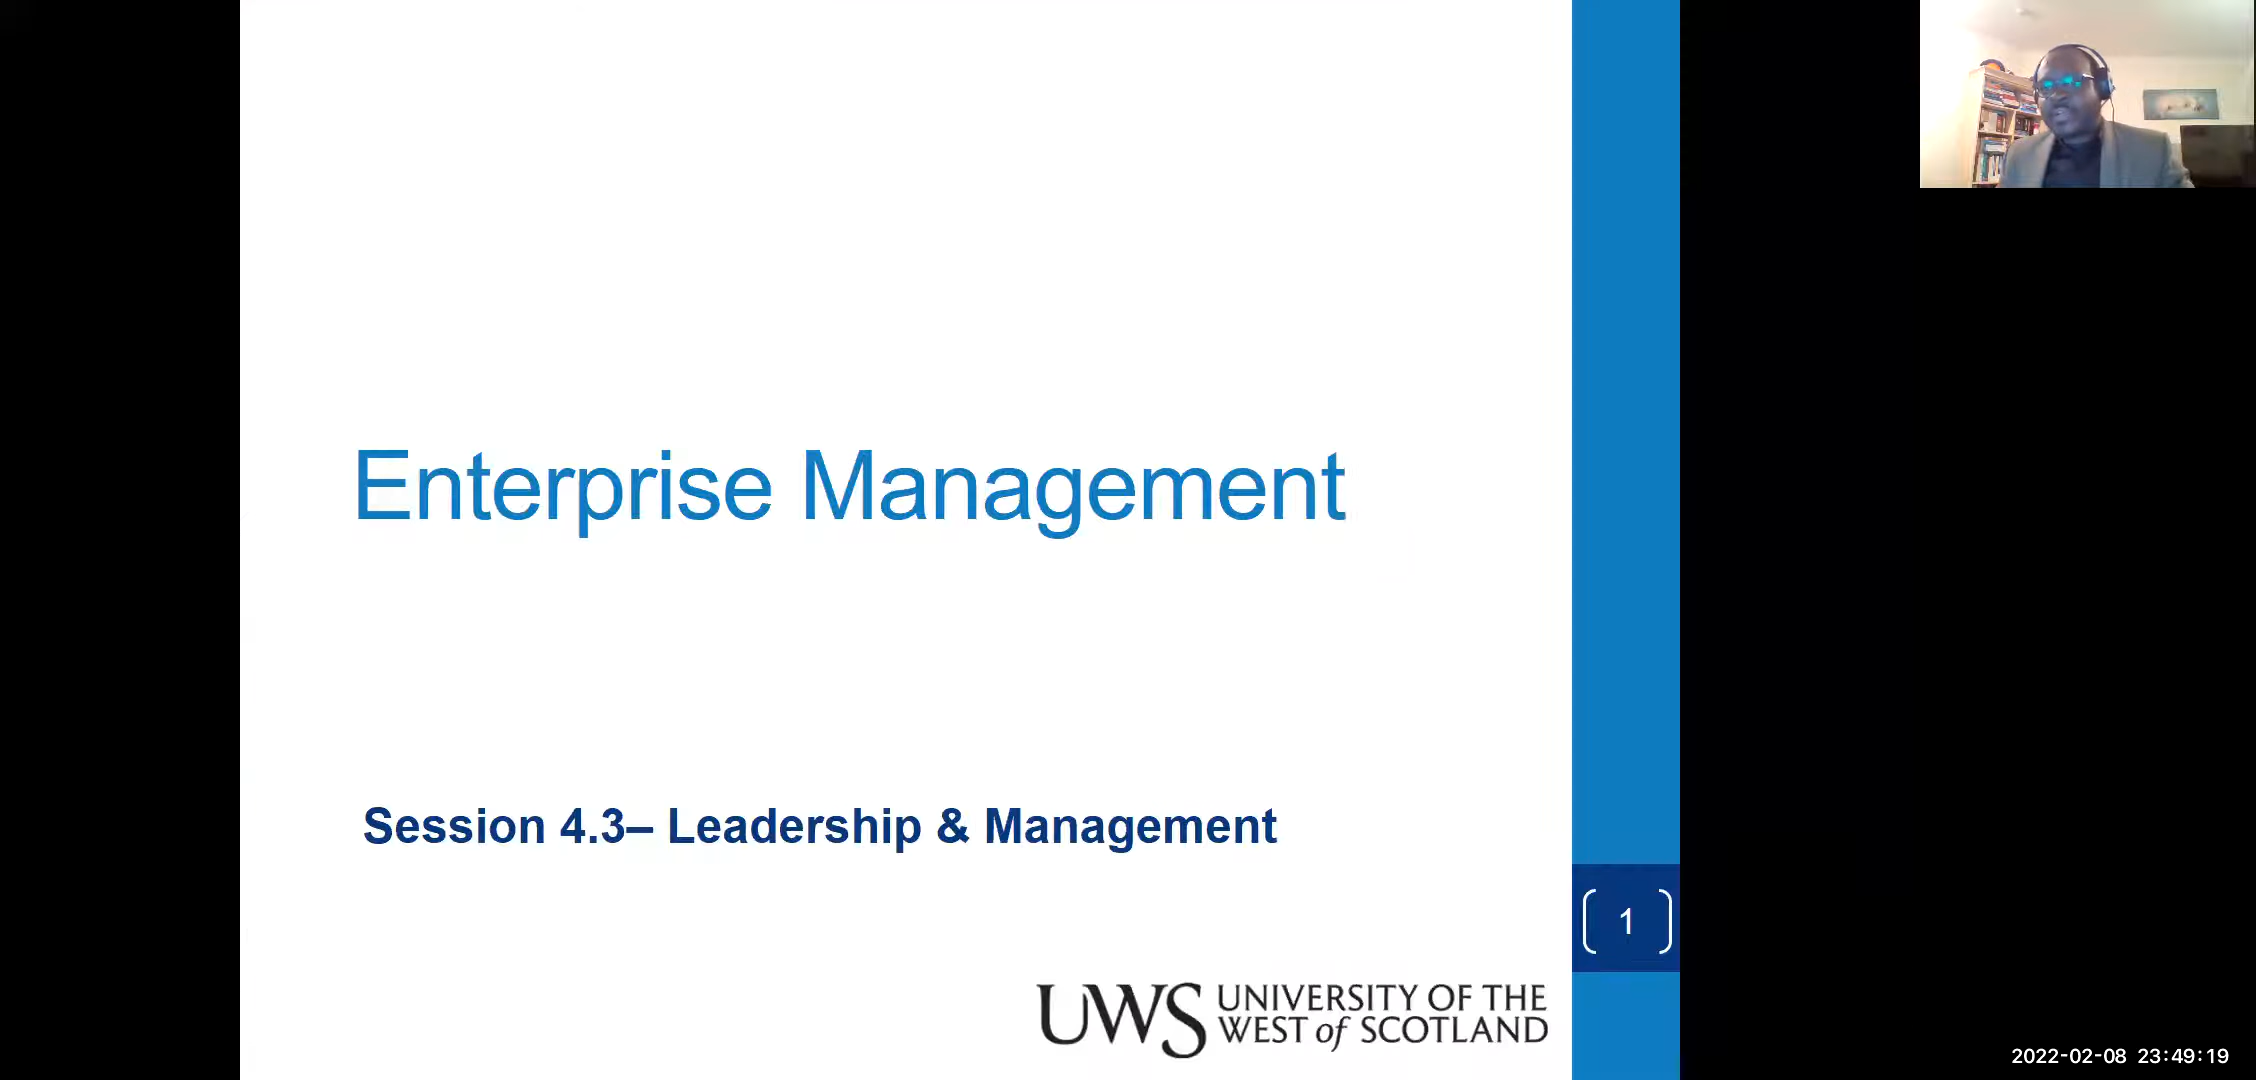 Enterprise Management
Session 4.3– Leadership & Management
1
UWS UNIVERSITY OF THE
WEST of SCOTLAND
2022-02-08 23:49:19